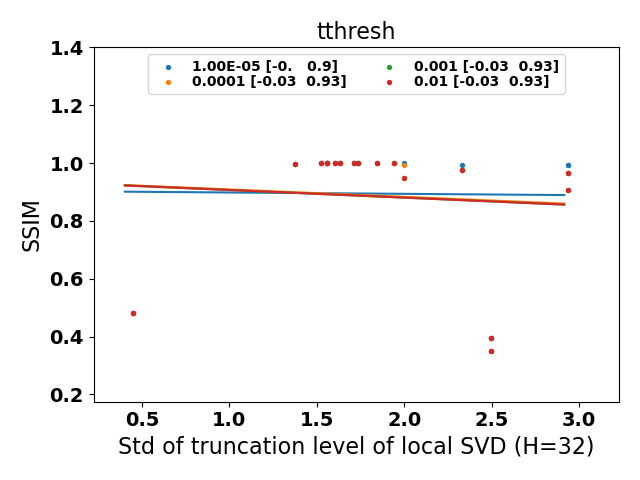 tthresh
1.00E-05 [-0.   0.9]
0.0001 [-0.03  0.93]
0.001 [-0.03  0.93]
0.01 [-0.03  0.93]
SSIM
1.4
1.2
1.0
0.8
0.6
0.4
0.2
0.5 1.0 1.5 2.0 2.5 3.0
Std of truncation level of local SVD (H=32)